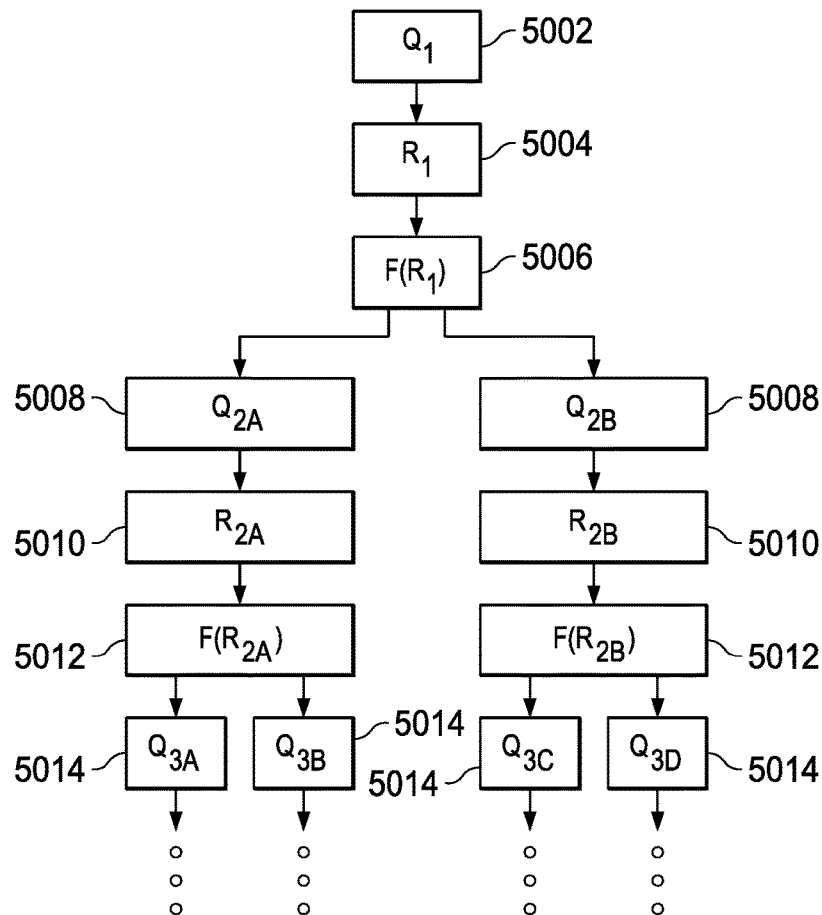 Q1 5002
R1 5004
F(R1) 5006
5008 Q2A Q2B 5008
5010 R2A R2B 5010
5012 F(R2A) F(R2B) 5012
5014 Q3A Q3B 5014 5014 Q3C Q3D 5014